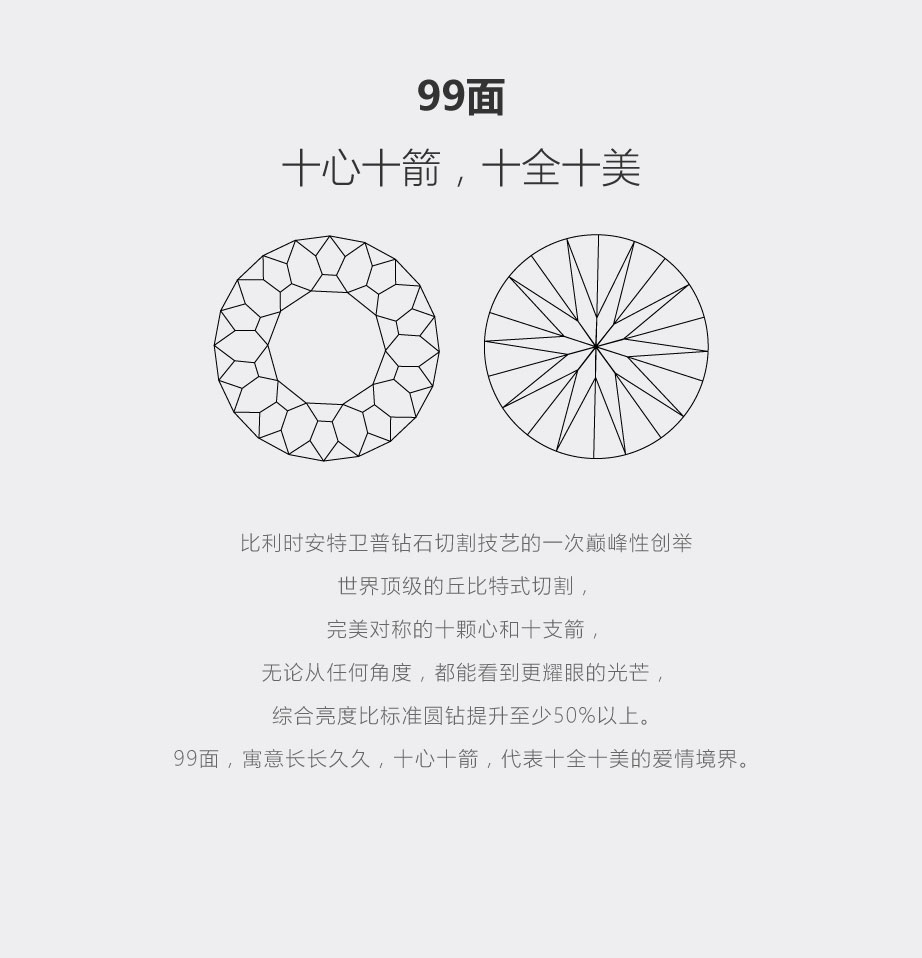 99面
十心十箭，十全十美
比利时安特卫普钻石切割技艺的一次巅峰性创举
世界顶级的丘比特式切割，
完美对称的十颗心和十支箭，
无论从任何角度，都能看到更耀眼的光芒，
综合亮度比标准圆钻提升至少50%以上。
99面，寓意长长久久，十心十箭，代表十全十美的爱情境界。